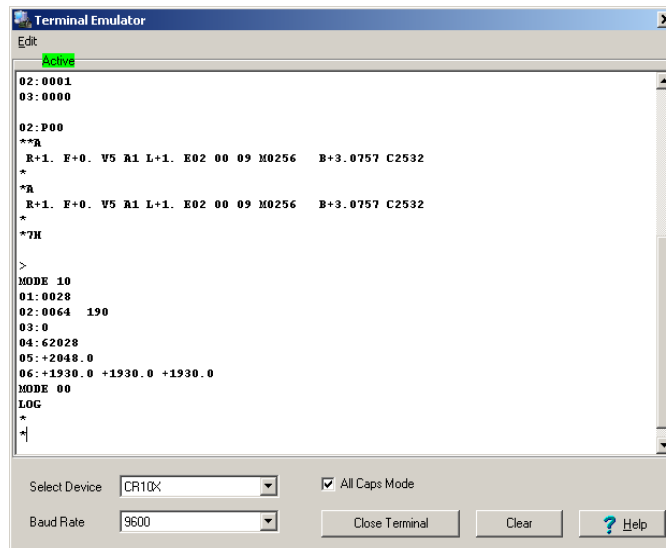 Terminal Emulator
Edit
Active
02:0001
03:0000
02:P00
**A
R+1. F+0. V5 A1 L+1. E02 00 09 M0256 B+3.0757 C2532
*
*A
R+1. F+0. V5 A1 L+1. E02 00 09 M0256 B+3.0757 C2532
*
*7H
>
MODE 10
01:0028
02:0064 190
03:0
04:62028
05:+2048.0
06:+1930.0 +1930.0 +1930.0
MODE 00
LOG
*
*
Select Device CR10X All Caps Mode
Baud Rate 9600 Close Terminal Clear ? Help